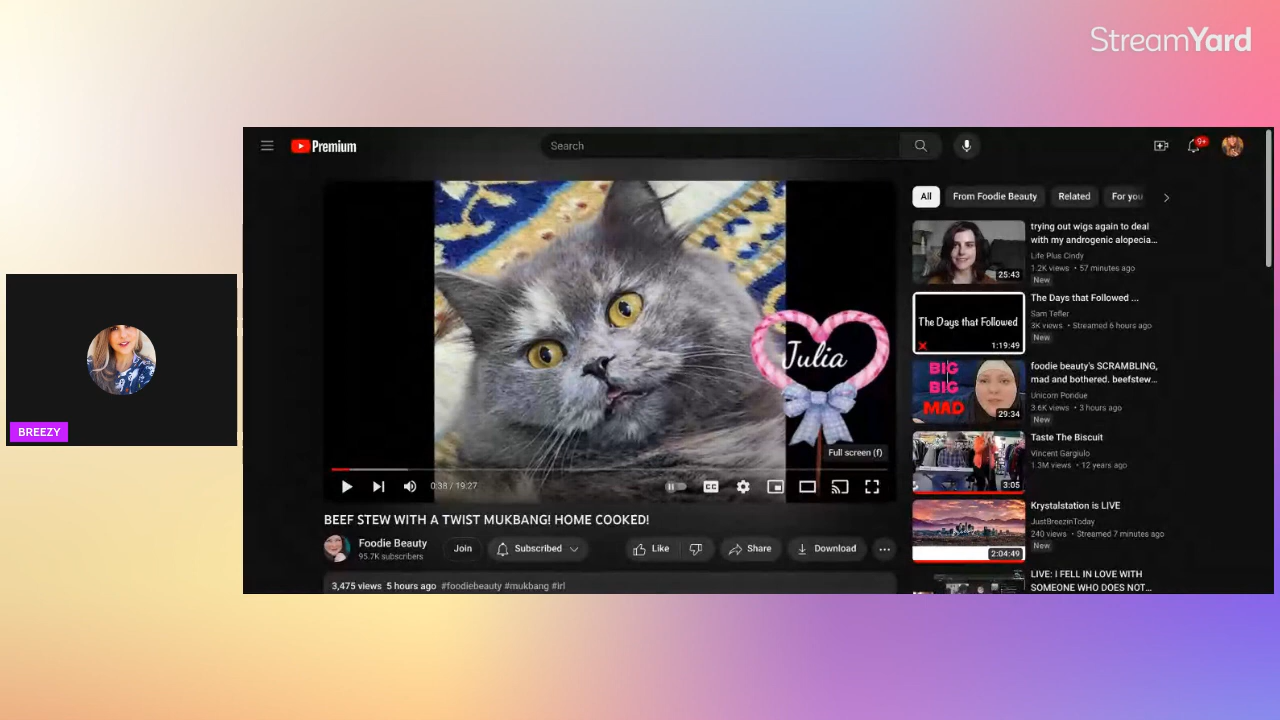 StreamYard
Premium
Search
9+
All
From Foodie Beauty
Related
For you
Julia
Full screen (f)
0:38 / 19:27
CC
BEEF STEW WITH A TWIST MUKBANG! HOME COOKED!
Foodie Beauty
95.7K subscribers
Join
Subscribed
Like
Share
Download
3,475 views 5 hours ago #foodiebeauty #mukbang #irl
25:43
trying out wigs again to deal
with my androgenic alopecia...
Life Plus Cindy
1.2K views • 57 minutes ago
New
The Days that Followed
1:19:49
The Days that Followed ...
Sam Tefler
3K views • Streamed 6 hours ago
New
BIG
BIG
MAD
29:34
foodie beauty's SCRAMBLING,
mad and bothered. beefstew...
Unicorn Pondue
3.6K views • 3 hours ago
New
3:05
Taste The Biscuit
Vincent Gargiulo
1.3M views • 12 years ago
2:04:49
Krystalstation is LIVE
JustBreezinToday
240 views • Streamed 7 minutes ago
New
LIVE: I FELL IN LOVE WITH
SOMEONE WHO DOES NOT...
BREEZY